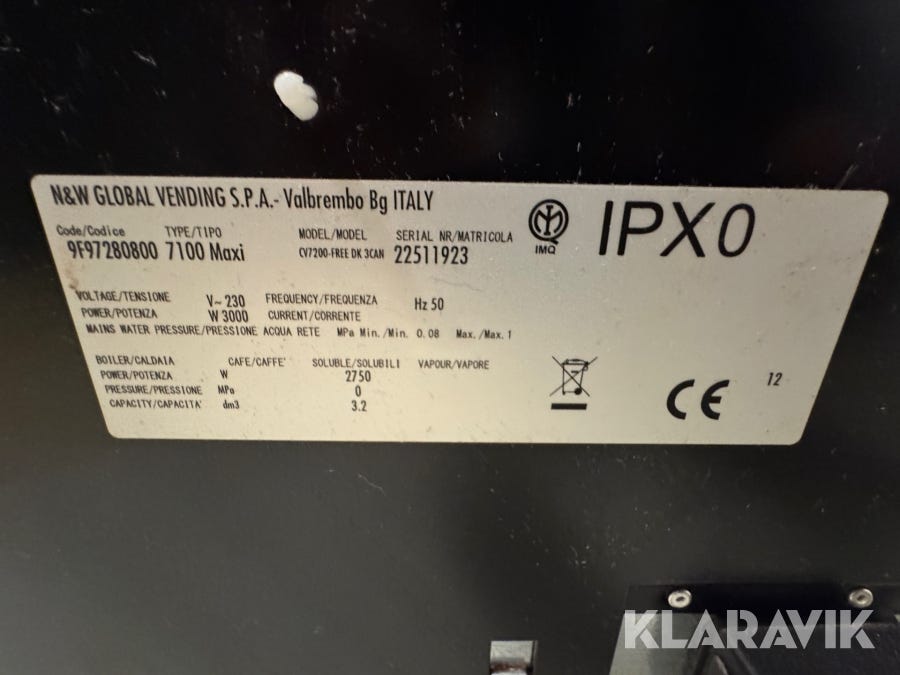 N&W GLOBAL VENDING S.P.A.- Valbrembo Bg ITALY
Code/Codice TYPE/TIPO MODEL/MODEL SERIAL NR/MATRICOLA
9F97280800 7100 Maxi CV7200-FREE DK 3CAN 22511923
IMQ
IPX0
VOLTAGE/TENSIONE V~ 230 FREQUENCY/FREQUENZA Hz 50
POWER/POTENZA W 3000 CURRENT/CORRENTE
MAINS WATER PRESSURE/PRESSIONE ACQUA RETE MPa Min./Min. 0.08 Max./Max. 1
BOILER/CALDAIA CAFE/CAFFE' SOLUBLE/SOLUBILI VAPOUR/VAPORE
POWER/POTENZA W 2750
PRESSURE/PRESSIONE MPa 0
CAPACITY/CAPACITA' dm3 3.2
CE
12
KLARAVIK